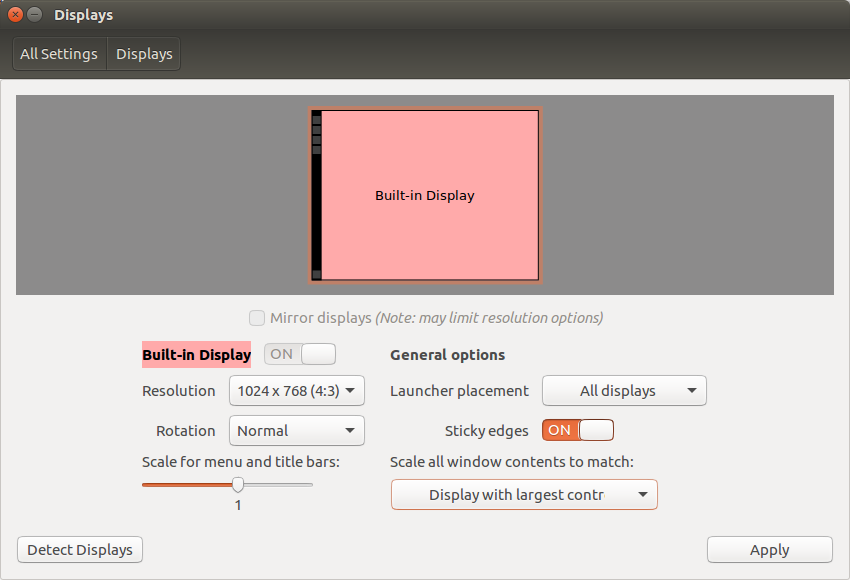 Displays
All Settings Displays
Built-in Display
Mirror displays (Note: may limit resolution options)
Built-in Display ON General options
Resolution 1024 x 768 (4:3) Launcher placement All displays
Rotation Normal Sticky edges ON
Scale for menu and title bars: Scale all window contents to match:
Display with largest contr
1
Detect Displays Apply